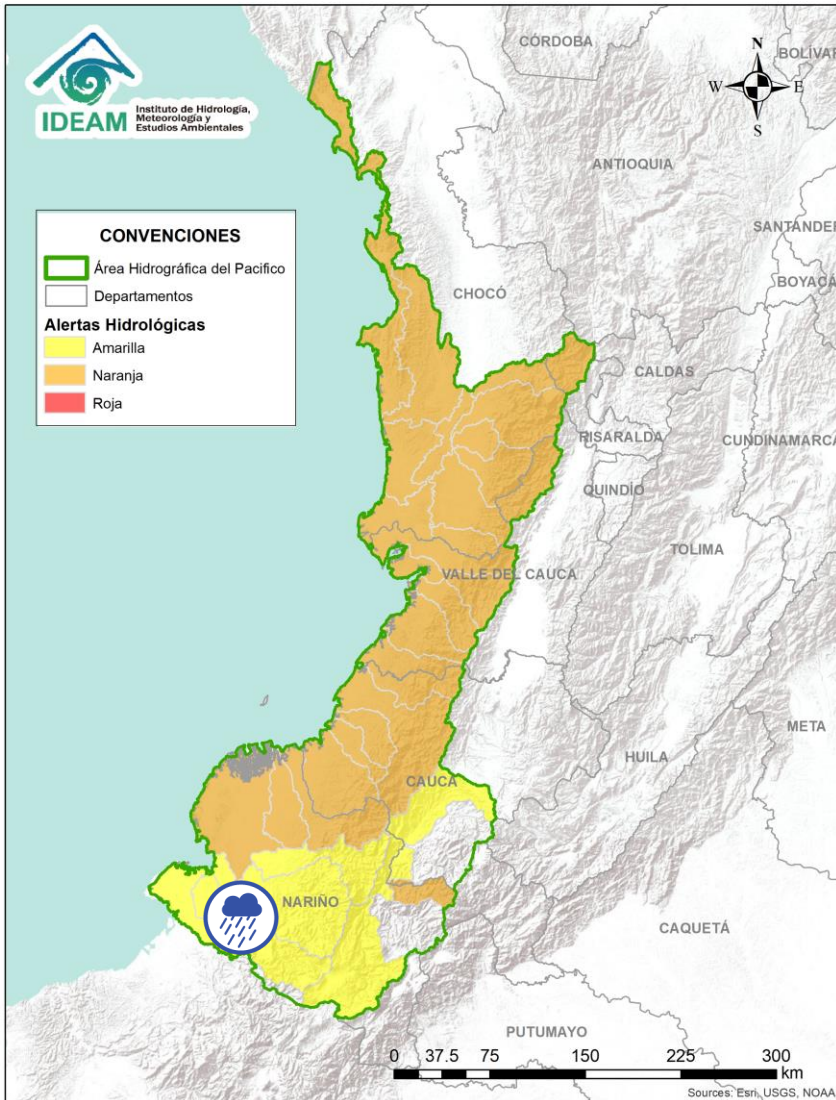 IDEAM
Instituto de Hidrología,
Meteorología y
Estudios Ambientales
CONVENCIONES
Área Hidrográfica del Pacifico
Departamentos
Alertas Hidrológicas
Amarilla
Naranja
Roja
N
W E
S
CÓRDOBA
BOLÍVAR
ANTIOQUIA
SANTANDER
BOYACÁ
CHOCÓ
CALDAS
RISARALDA
CUNDINAMARCA
QUINDÍO
TOLIMA
VALLE DEL CAUCA
META
HUILA
CAUCA
NARIÑO
CAQUETÁ
PUTUMAYO
0 37.5 75 150 225 300
km
Sources: Esri, USGS, NOAA